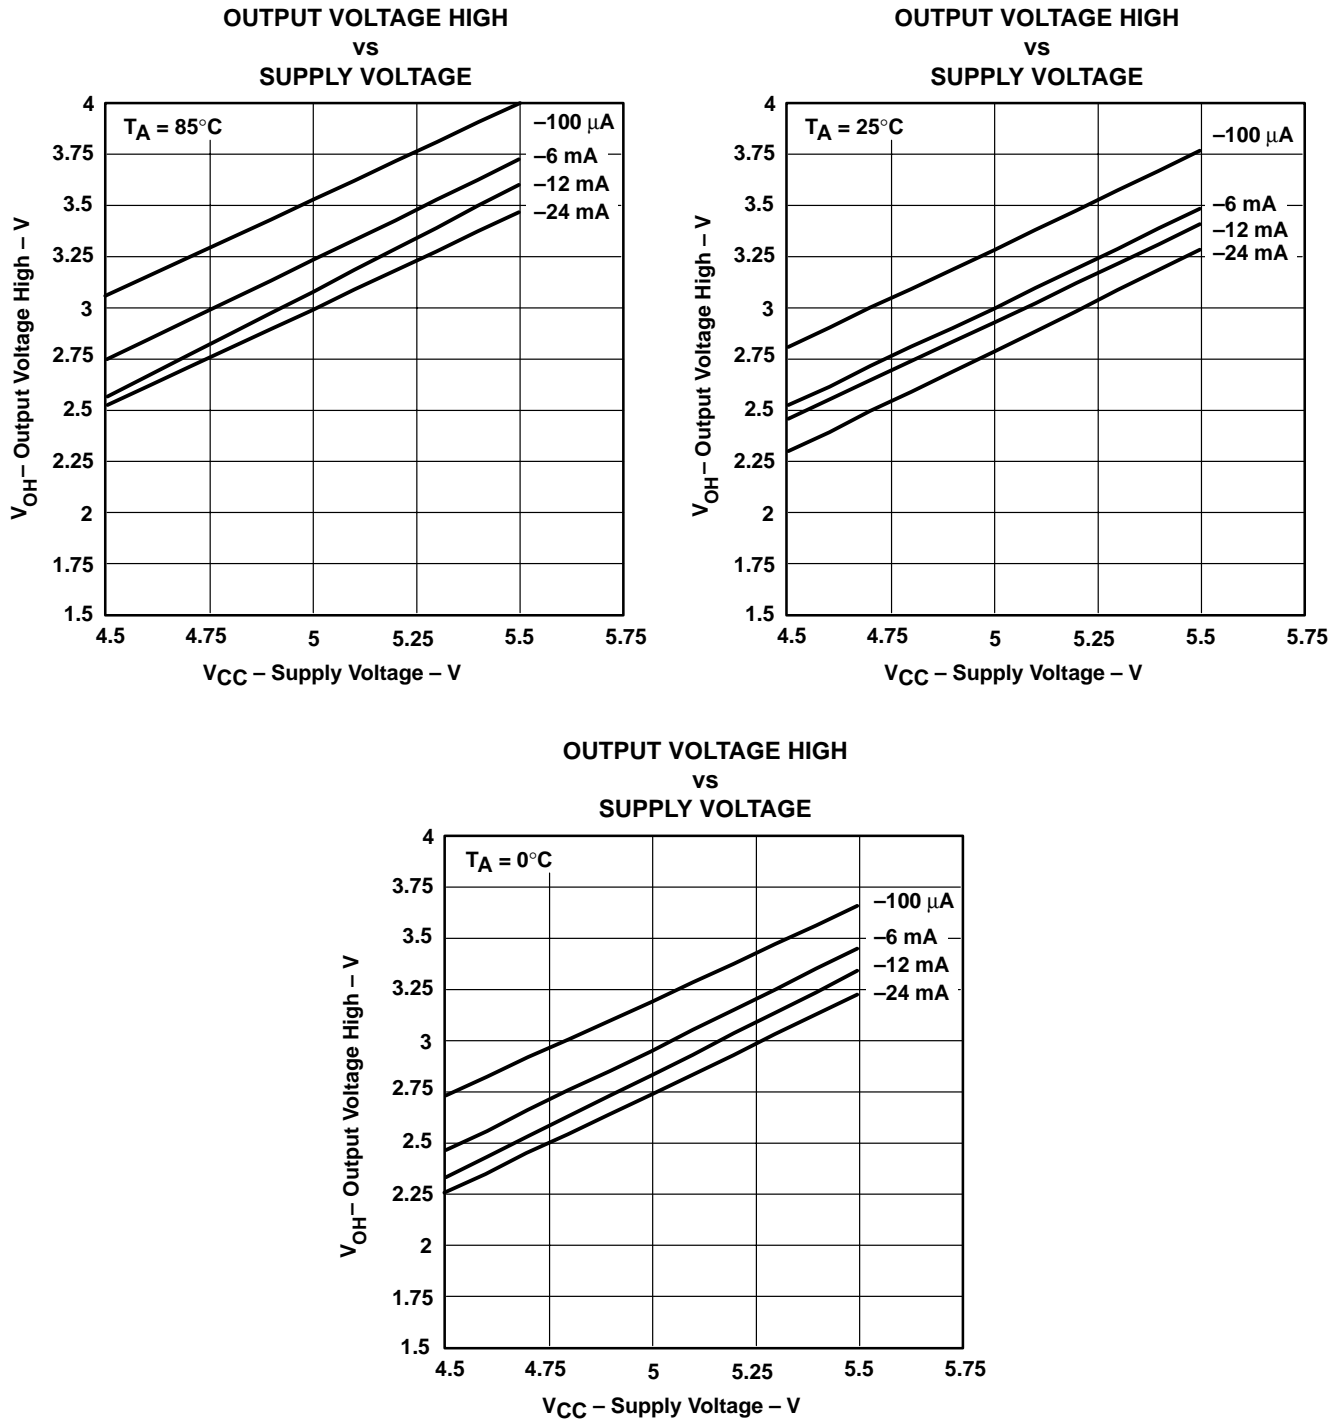 OUTPUT VOLTAGE HIGH
vs
SUPPLY VOLTAGE
T_A = 85°C
–100 μA
–6 mA
–12 mA
–24 mA
4
3.75
3.5
3.25
3
2.75
2.5
2.25
2
1.75
1.5
4.5
4.75
5
5.25
5.5
5.75
V_OH – Output Voltage High – V
V_CC – Supply Voltage – V
OUTPUT VOLTAGE HIGH
vs
SUPPLY VOLTAGE
T_A = 25°C
–100 μA
–6 mA
–12 mA
–24 mA
4
3.75
3.5
3.25
3
2.75
2.5
2.25
2
1.75
1.5
4.5
4.75
5
5.25
5.5
5.75
V_OH – Output Voltage High – V
V_CC – Supply Voltage – V
OUTPUT VOLTAGE HIGH
vs
SUPPLY VOLTAGE
T_A = 0°C
–100 μA
–6 mA
–12 mA
–24 mA
4
3.75
3.5
3.25
3
2.75
2.5
2.25
2
1.75
1.5
4.5
4.75
5
5.25
5.5
5.75
V_OH – Output Voltage High – V
V_CC – Supply Voltage – V